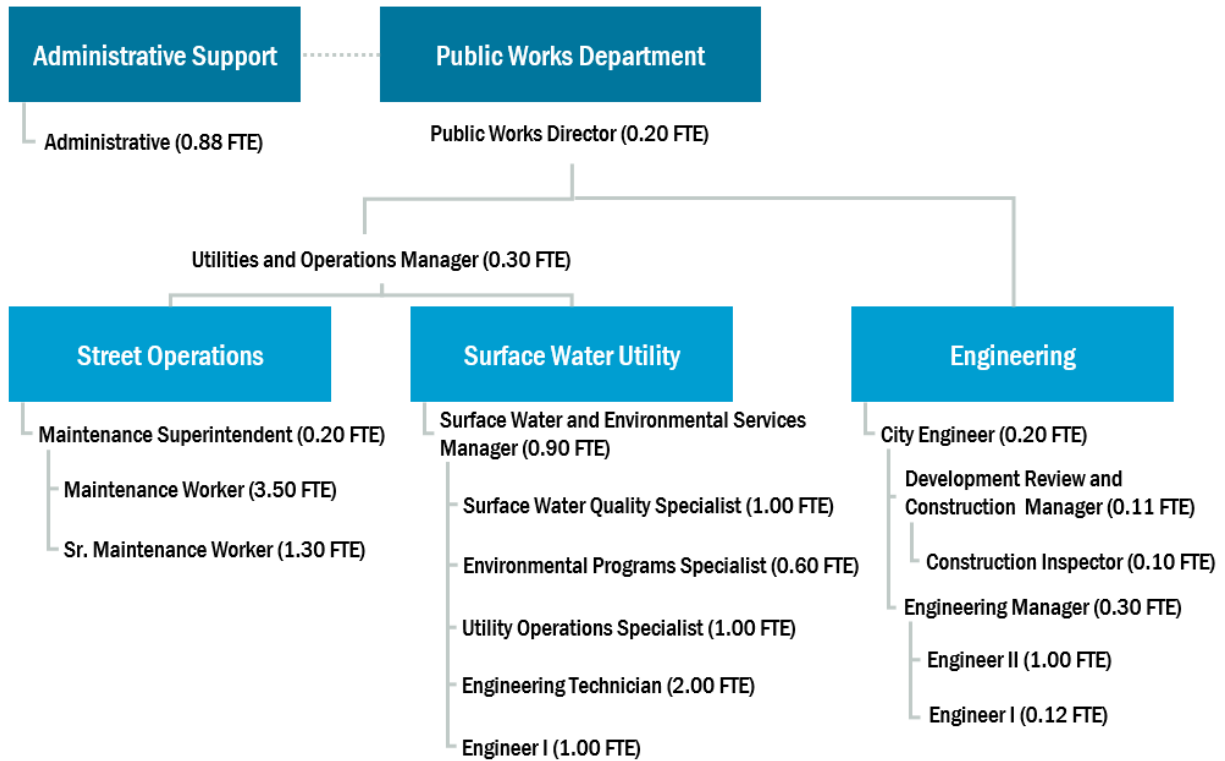 Administrative Support
Public Works Department
Administrative (0.88 FTE)
Public Works Director (0.20 FTE)
Utilities and Operations Manager (0.30 FTE)
Street Operations
Maintenance Superintendent (0.20 FTE)
Maintenance Worker (3.50 FTE)
Sr. Maintenance Worker (1.30 FTE)
Surface Water Utility
Surface Water and Environmental Services
Manager (0.90 FTE)
Surface Water Quality Specialist (1.00 FTE)
Environmental Programs Specialist (0.60 FTE)
Utility Operations Specialist (1.00 FTE)
Engineering Technician (2.00 FTE)
Engineer I (1.00 FTE)
Engineering
City Engineer (0.20 FTE)
Development Review and
Construction Manager (0.11 FTE)
Construction Inspector (0.10 FTE)
Engineering Manager (0.30 FTE)
Engineer II (1.00 FTE)
Engineer I (0.12 FTE)